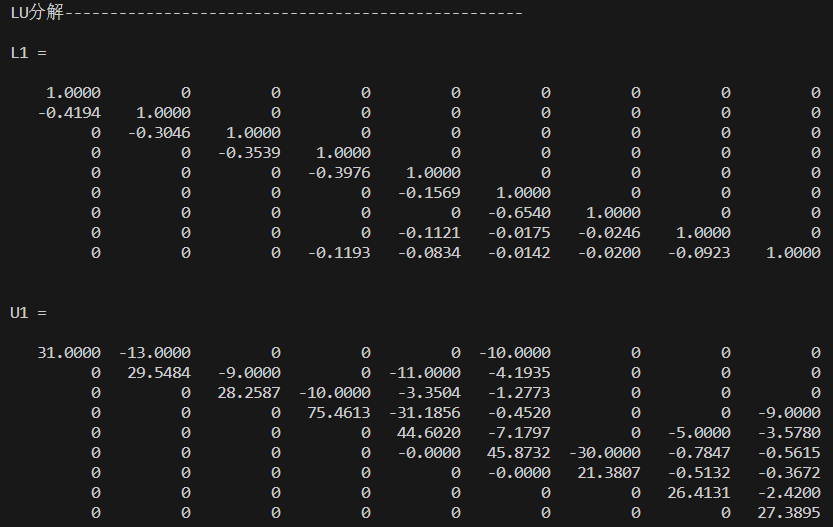 LU分解--------------------------------------------------
L1 =
1.0000 0 0 0 0 0 0 0 0
-0.4194 1.0000 0 0 0 0 0 0 0
0 -0.3046 1.0000 0 0 0 0 0 0
0 0 -0.3539 1.0000 0 0 0 0 0
0 0 0 -0.3976 1.0000 0 0 0 0
0 0 0 0 -0.1569 1.0000 0 0 0
0 0 0 0 0 -0.6540 1.0000 0 0
0 0 0 0 -0.1121 -0.0175 -0.0246 1.0000 0
0 0 0 -0.1193 -0.0834 -0.0142 -0.0200 -0.0923 1.0000
U1 =
31.0000 -13.0000 0 0 0 -10.0000 0 0 0
0 29.5484 -9.0000 0 -11.0000 -4.1935 0 0 0
0 0 28.2587 -10.0000 -3.3504 -1.2773 0 0 0
0 0 0 75.4613 -31.1856 -0.4520 0 0 -9.0000
0 0 0 0 44.6020 -7.1797 0 -5.0000 -3.5780
0 0 0 0 -0.0000 45.8732 -30.0000 -0.7847 -0.5615
0 0 0 0 0 -0.0000 21.3807 -0.5132 -0.3672
0 0 0 0 0 0 0 26.4131 -2.4200
0 0 0 0 0 0 0 0 27.3895